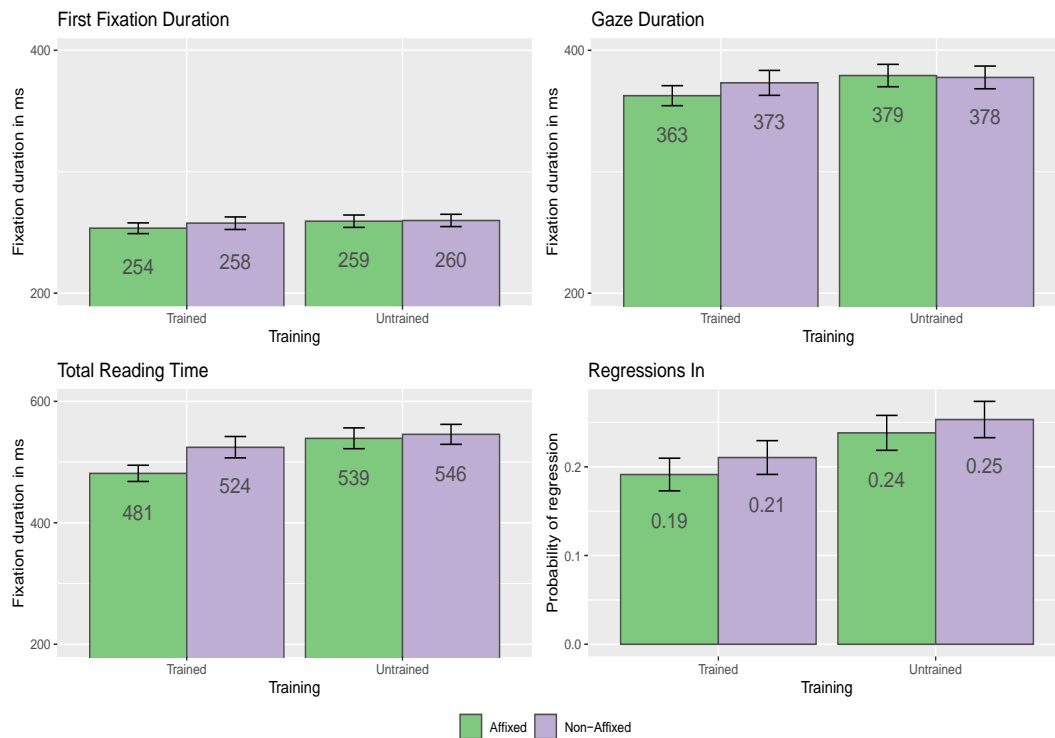 First Fixation Duration
400
200
Fixation duration in ms
254
258
259
260
Trained
Untrained
Training
Gaze Duration
400
200
Fixation duration in ms
363
373
379
378
Trained
Untrained
Training
Total Reading Time
600
400
200
Fixation duration in ms
481
524
539
546
Trained
Untrained
Training
Regressions In
0.2
0.1
0.0
Probability of regression
0.19
0.21
0.24
0.25
Trained
Untrained
Training
Affixed
Non−Affixed